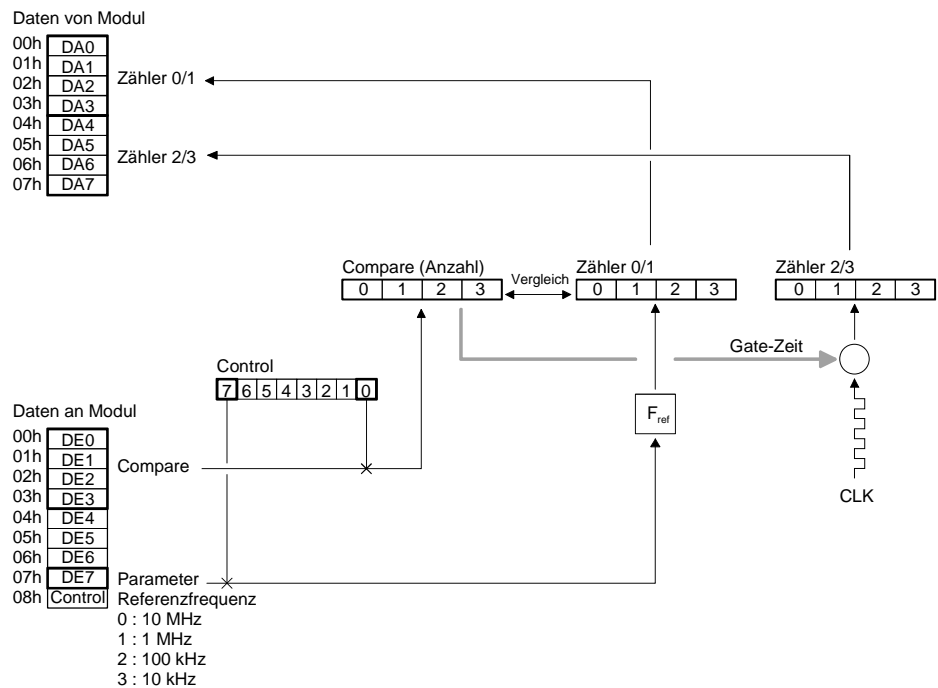 Daten von Modul
00h DA0
01h DA1
02h DA2
03h DA3
04h DA4
05h DA5
06h DA6
07h DA7
Zähler 0/1
Zähler 2/3
Compare (Anzahl)
0 1 2 3
Vergleich
Zähler 0/1
0 1 2 3
Zähler 2/3
0 1 2 3
Gate-Zeit
Control
7 6 5 4 3 2 1 0
Fref
CLK
Daten an Modul
00h DE0
01h DE1
02h DE2
03h DE3
04h DE4
05h DE5
06h DE6
07h DE7
08h Control
Compare
Parameter
Referenzfrequenz
0 : 10 MHz
1 : 1 MHz
2 : 100 kHz
3 : 10 kHz